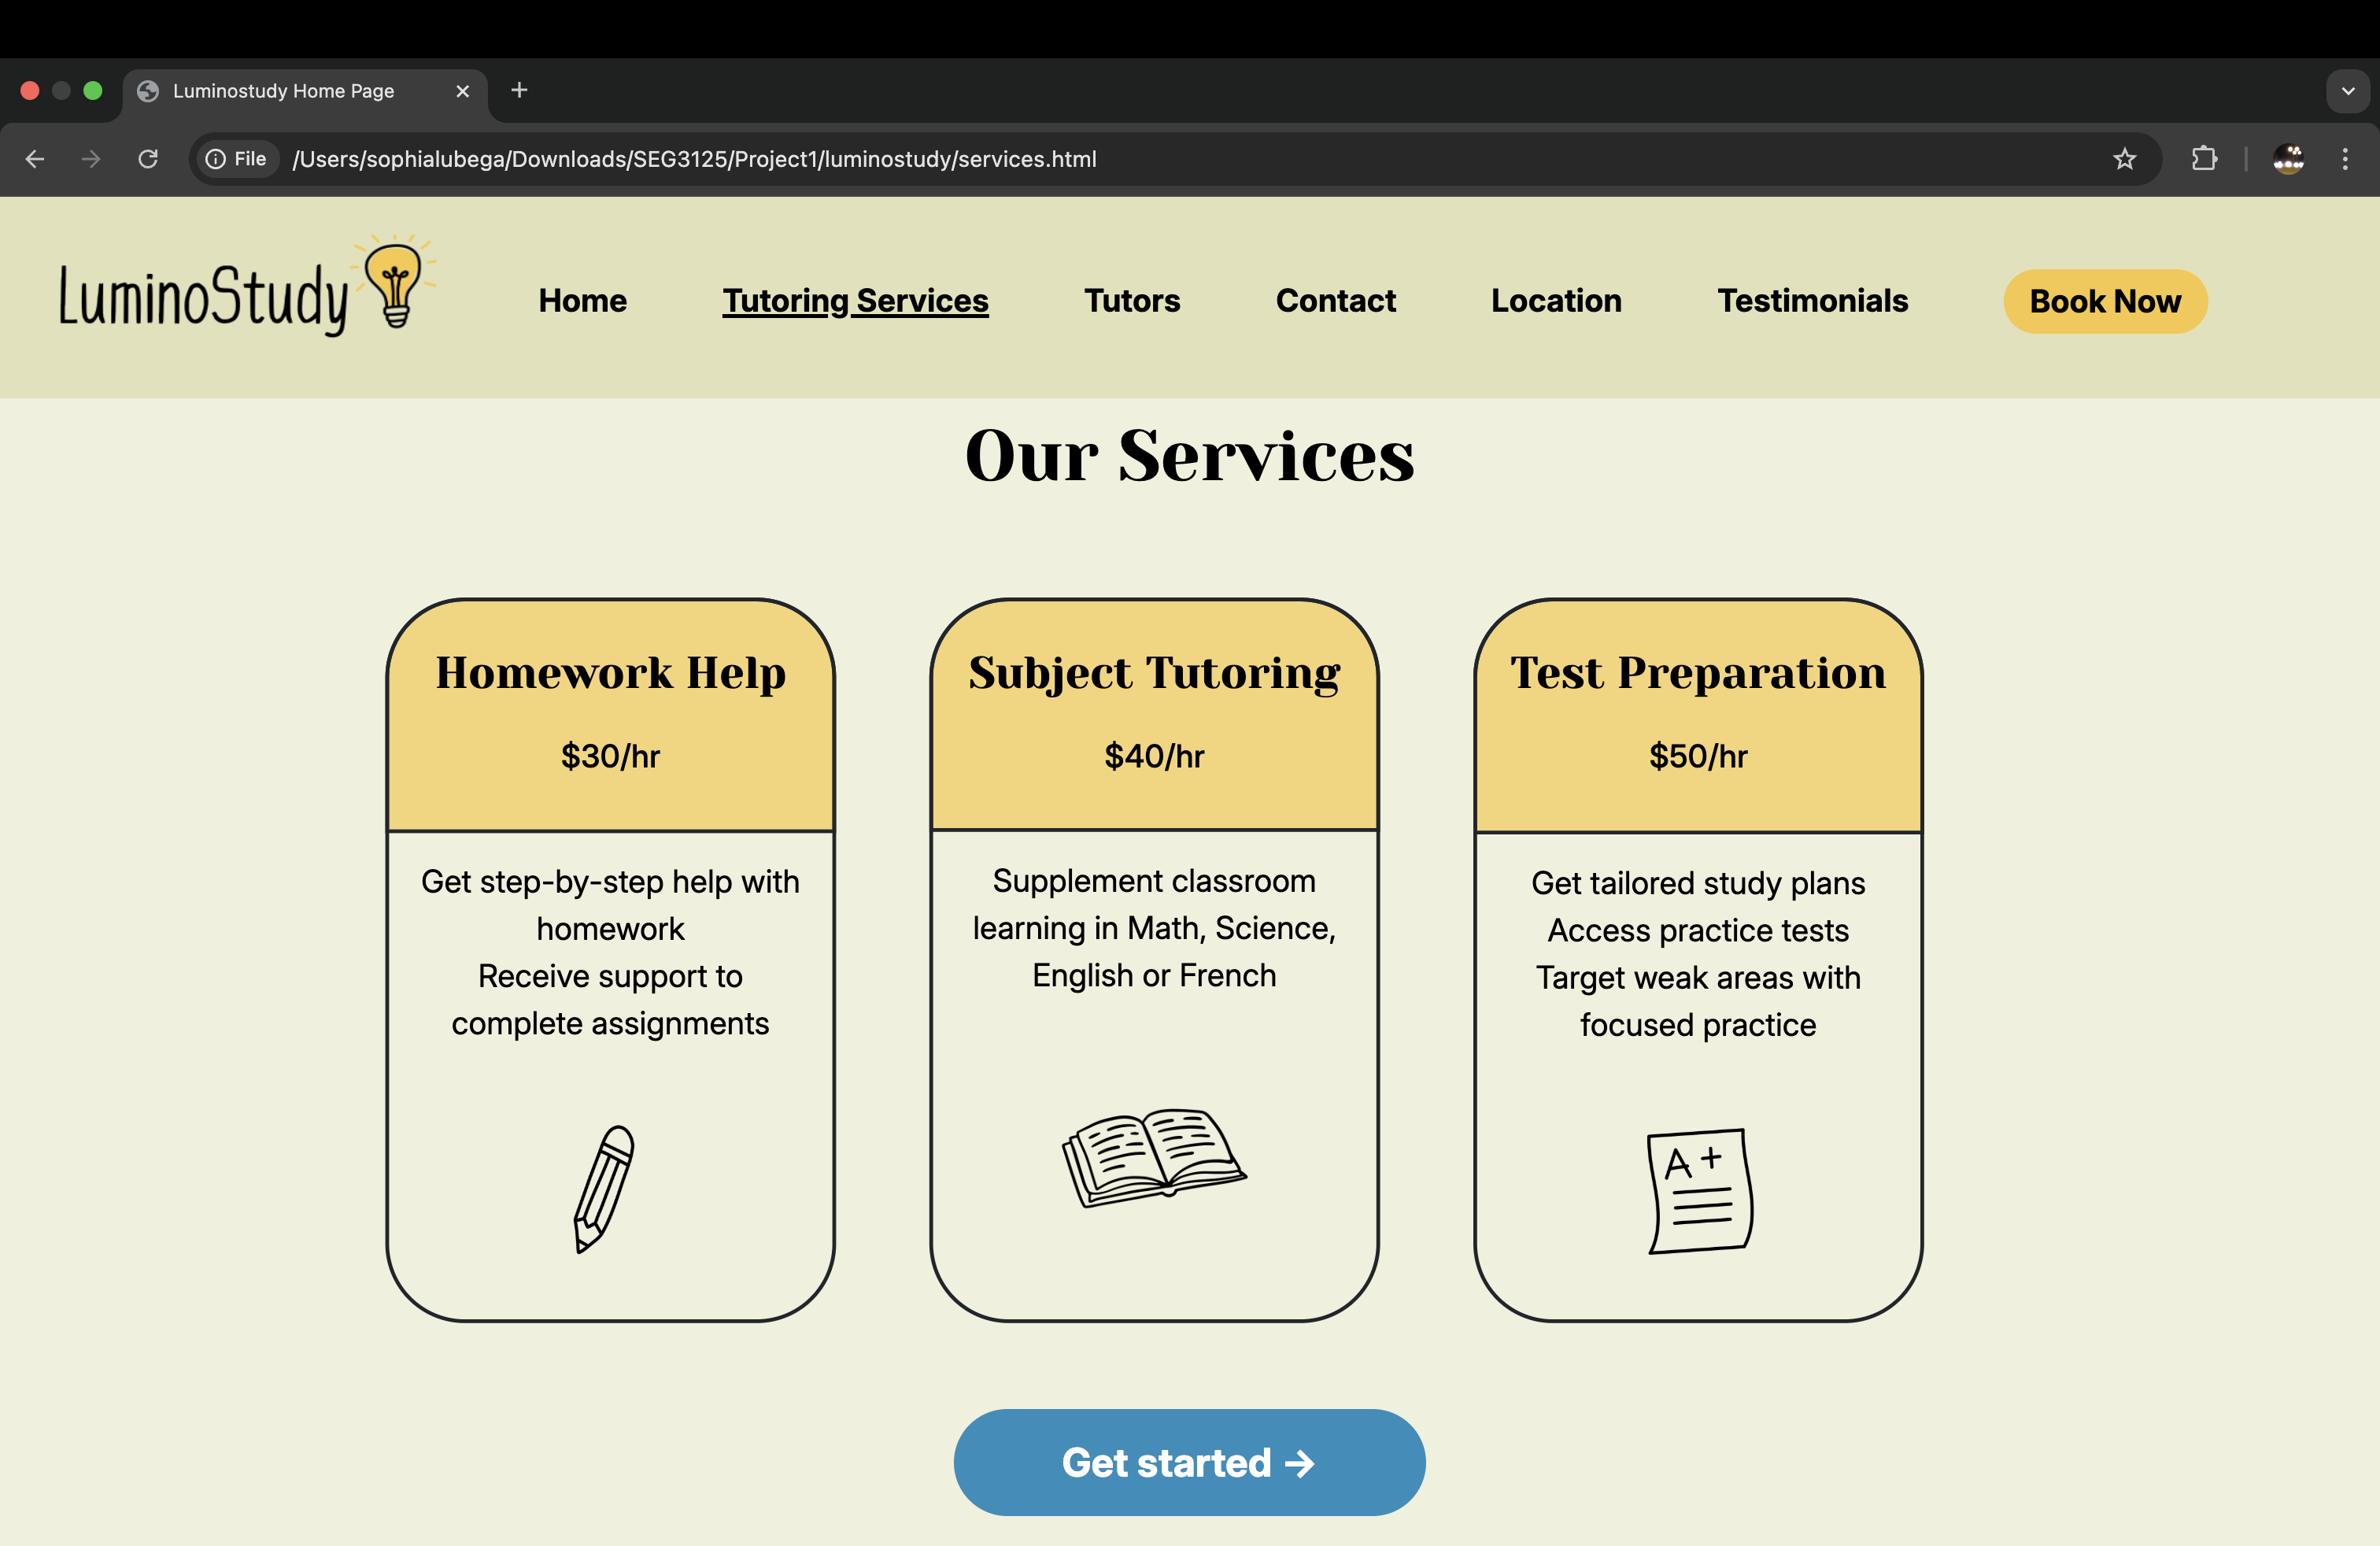 Luminostudy Home Page
File
/Users/sophialubega/Downloads/SEG3125/Project1/luminostudy/services.html
LuminoStudy
Home
Tutoring Services
Tutors
Contact
Location
Testimonials
Book Now
Our Services
Homework Help
$30/hr
Get step-by-step help with
homework
Receive support to
complete assignments
Subject Tutoring
$40/hr
Supplement classroom
learning in Math, Science,
English or French
Test Preparation
$50/hr
Get tailored study plans
Access practice tests
Target weak areas with
focused practice
A+
Get started →